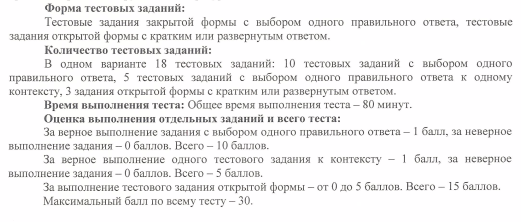 Форма тестовых заданий:
Тестовые задания закрытой формы с выбором одного правильного ответа, тестовые
задания открытой формы с кратким или развернутым ответом.
Количество тестовых заданий:
В одном варианте 18 тестовых заданий: 10 тестовых заданий с выбором одного
правильного ответа, 5 тестовых заданий с выбором одного правильного ответа к одному
контексту, 3 задания открытой формы с кратким или развернутым ответом.
Время выполнения теста: Общее время выполнения теста – 80 минут.
Оценка выполнения отдельных заданий и всего теста:
За верное выполнение задания с выбором одного правильного ответа – 1 балл, за неверное
выполнение задания – 0 баллов. Всего – 10 баллов.
За верное выполнение одного тестового задания к контексту – 1 балл, за неверное
выполнение задания – 0 баллов. Всего – 5 баллов.
За выполнение тестового задания открытой формы – от 0 до 5 баллов. Всего – 15 баллов.
Максимальный балл по всему тесту – 30.